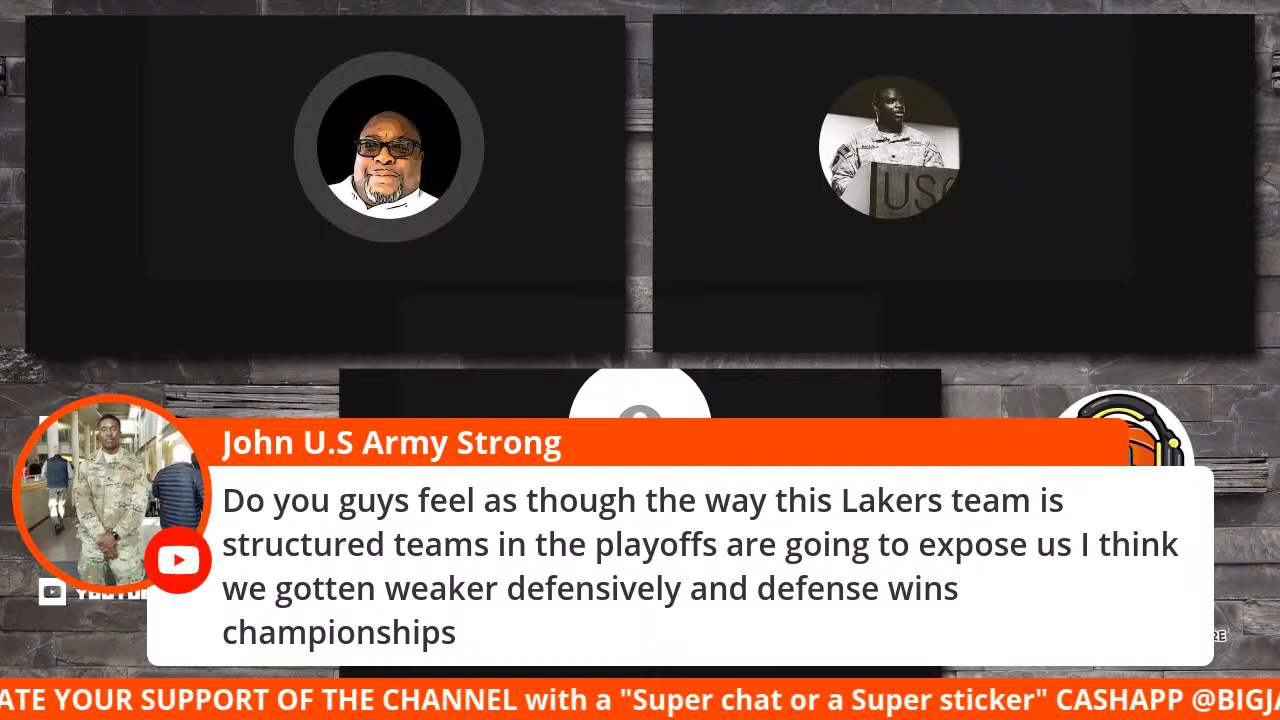 US
John U.S Army Strong
Do you guys feel as though the way this Lakers team is
structured teams in the playoffs are going to expose us I think
we gotten weaker defensively and defense wins
championships
ATE YOUR SUPPORT OF THE CHANNEL with a "Super chat or a Super sticker" CASHAPP @BIGJA